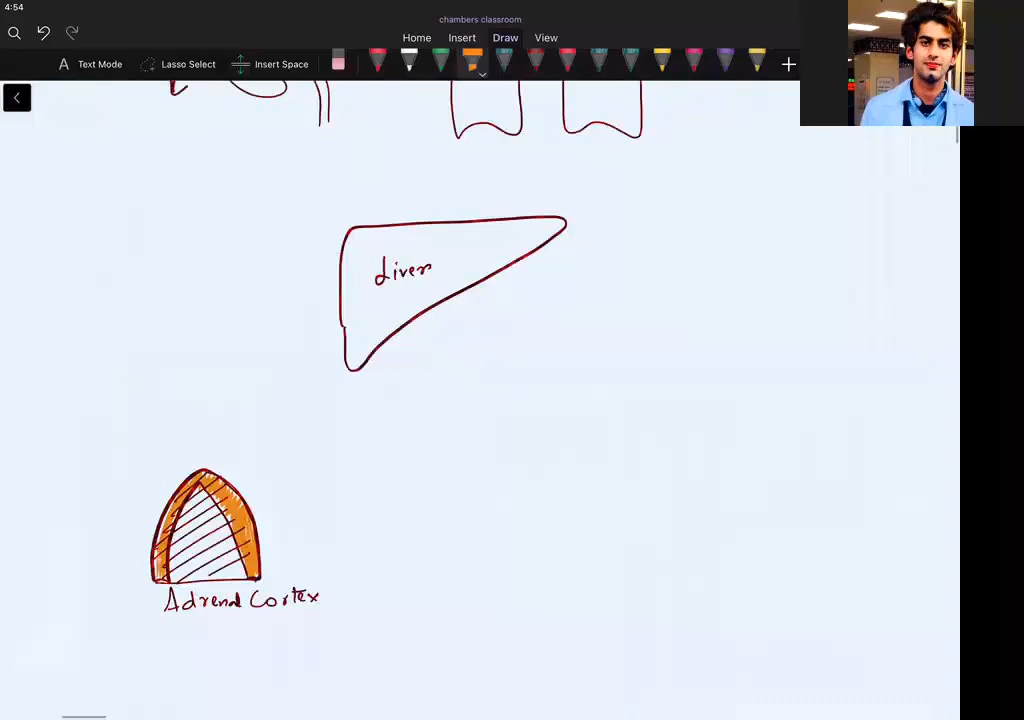 4:54
chambers classroom
Home Insert Draw View
Text Mode Lasso Select Insert Space
Liver
Adrenal Cortex